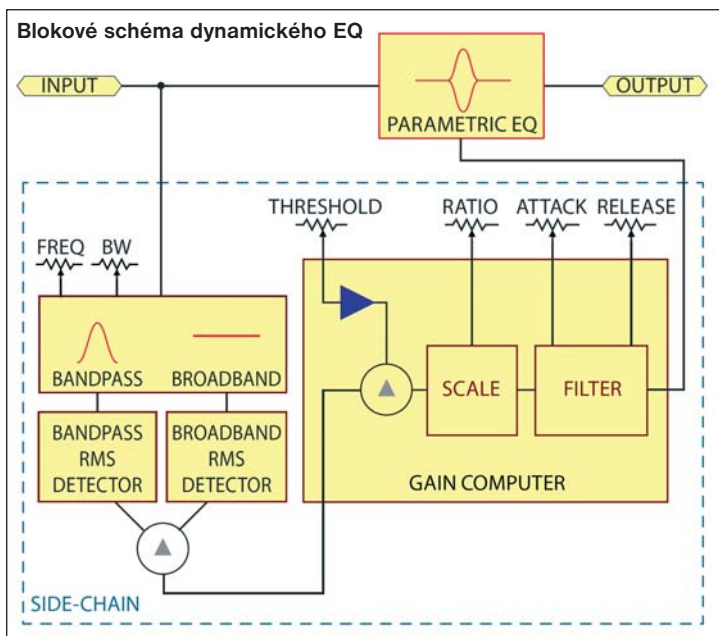 Blokové schéma dynamického EQ
INPUT
OUTPUT
PARAMETRIC EQ
THRESHOLD
RATIO
ATTACK
RELEASE
FREQ
BW
BANDPASS
BROADBAND
BANDPASS
RMS
DETECTOR
BROADBAND
RMS
DETECTOR
SCALE
FILTER
GAIN COMPUTER
SIDE-CHAIN